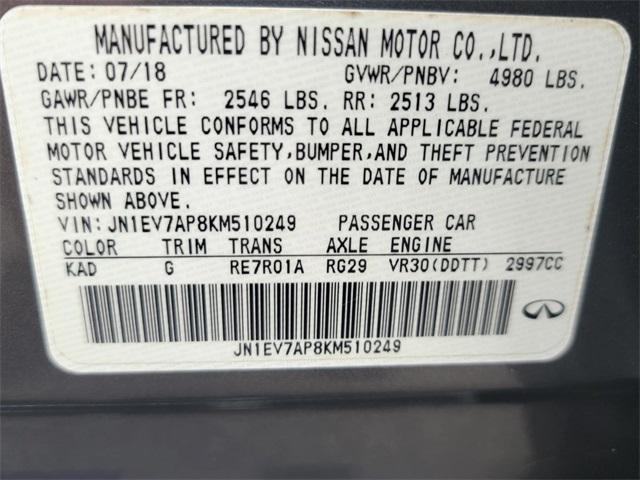 MANUFACTURED BY NISSAN MOTOR CO.,LTD.
DATE: 07/18 GVWR/PNBV: 4980 LBS.
GAWR/PNBE FR: 2546 LBS. RR: 2513 LBS.
THIS VEHICLE CONFORMS TO ALL APPLICABLE FEDERAL
MOTOR VEHICLE SAFETY,BUMPER,AND THEFT PREVENTION
STANDARDS IN EFFECT ON THE DATE OF MANUFACTURE
SHOWN ABOVE.
VIN: JN1EV7AP8KM510249 PASSENGER CAR
COLOR TRIM TRANS AXLE ENGINE
KAD G RE7R01A RG29 VR30(DDTT) 2997CC
JN1EV7AP8KM510249